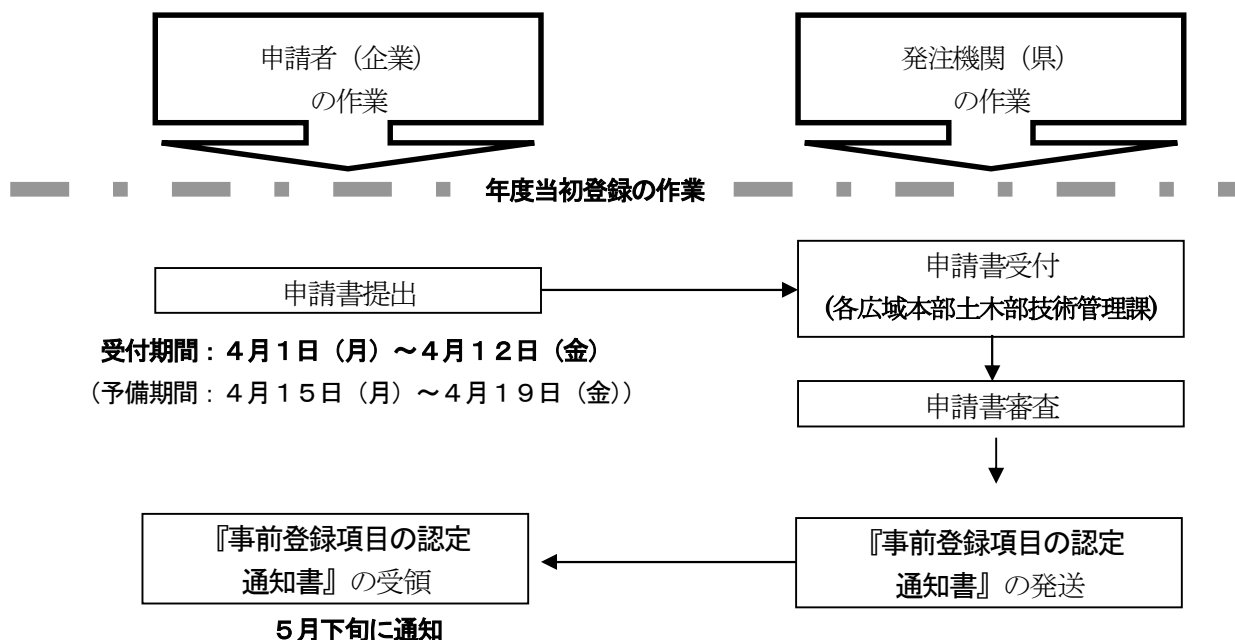 申請者（企業）
の作業
発注機関（県）
の作業
年度当初登録の作業
申請書提出
申請書受付
（各広域本部土木部技術管理課）
受付期間：４月１日（月）～４月１２日（金）
（予備期間：４月１５日（月）～４月１９日（金））
申請書審査
『事前登録項目の認定
通知書』の受領
『事前登録項目の認定
通知書』の発送
５月下旬に通知